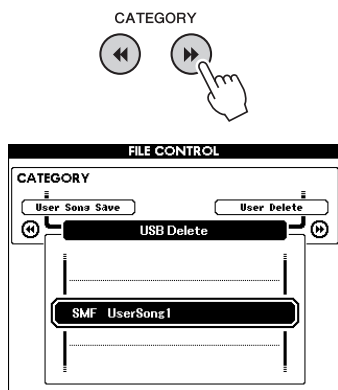 CATEGORY
FILE CONTROL
CATEGORY
User Song Save
User Delete
USB Delete
SMF UserSong1